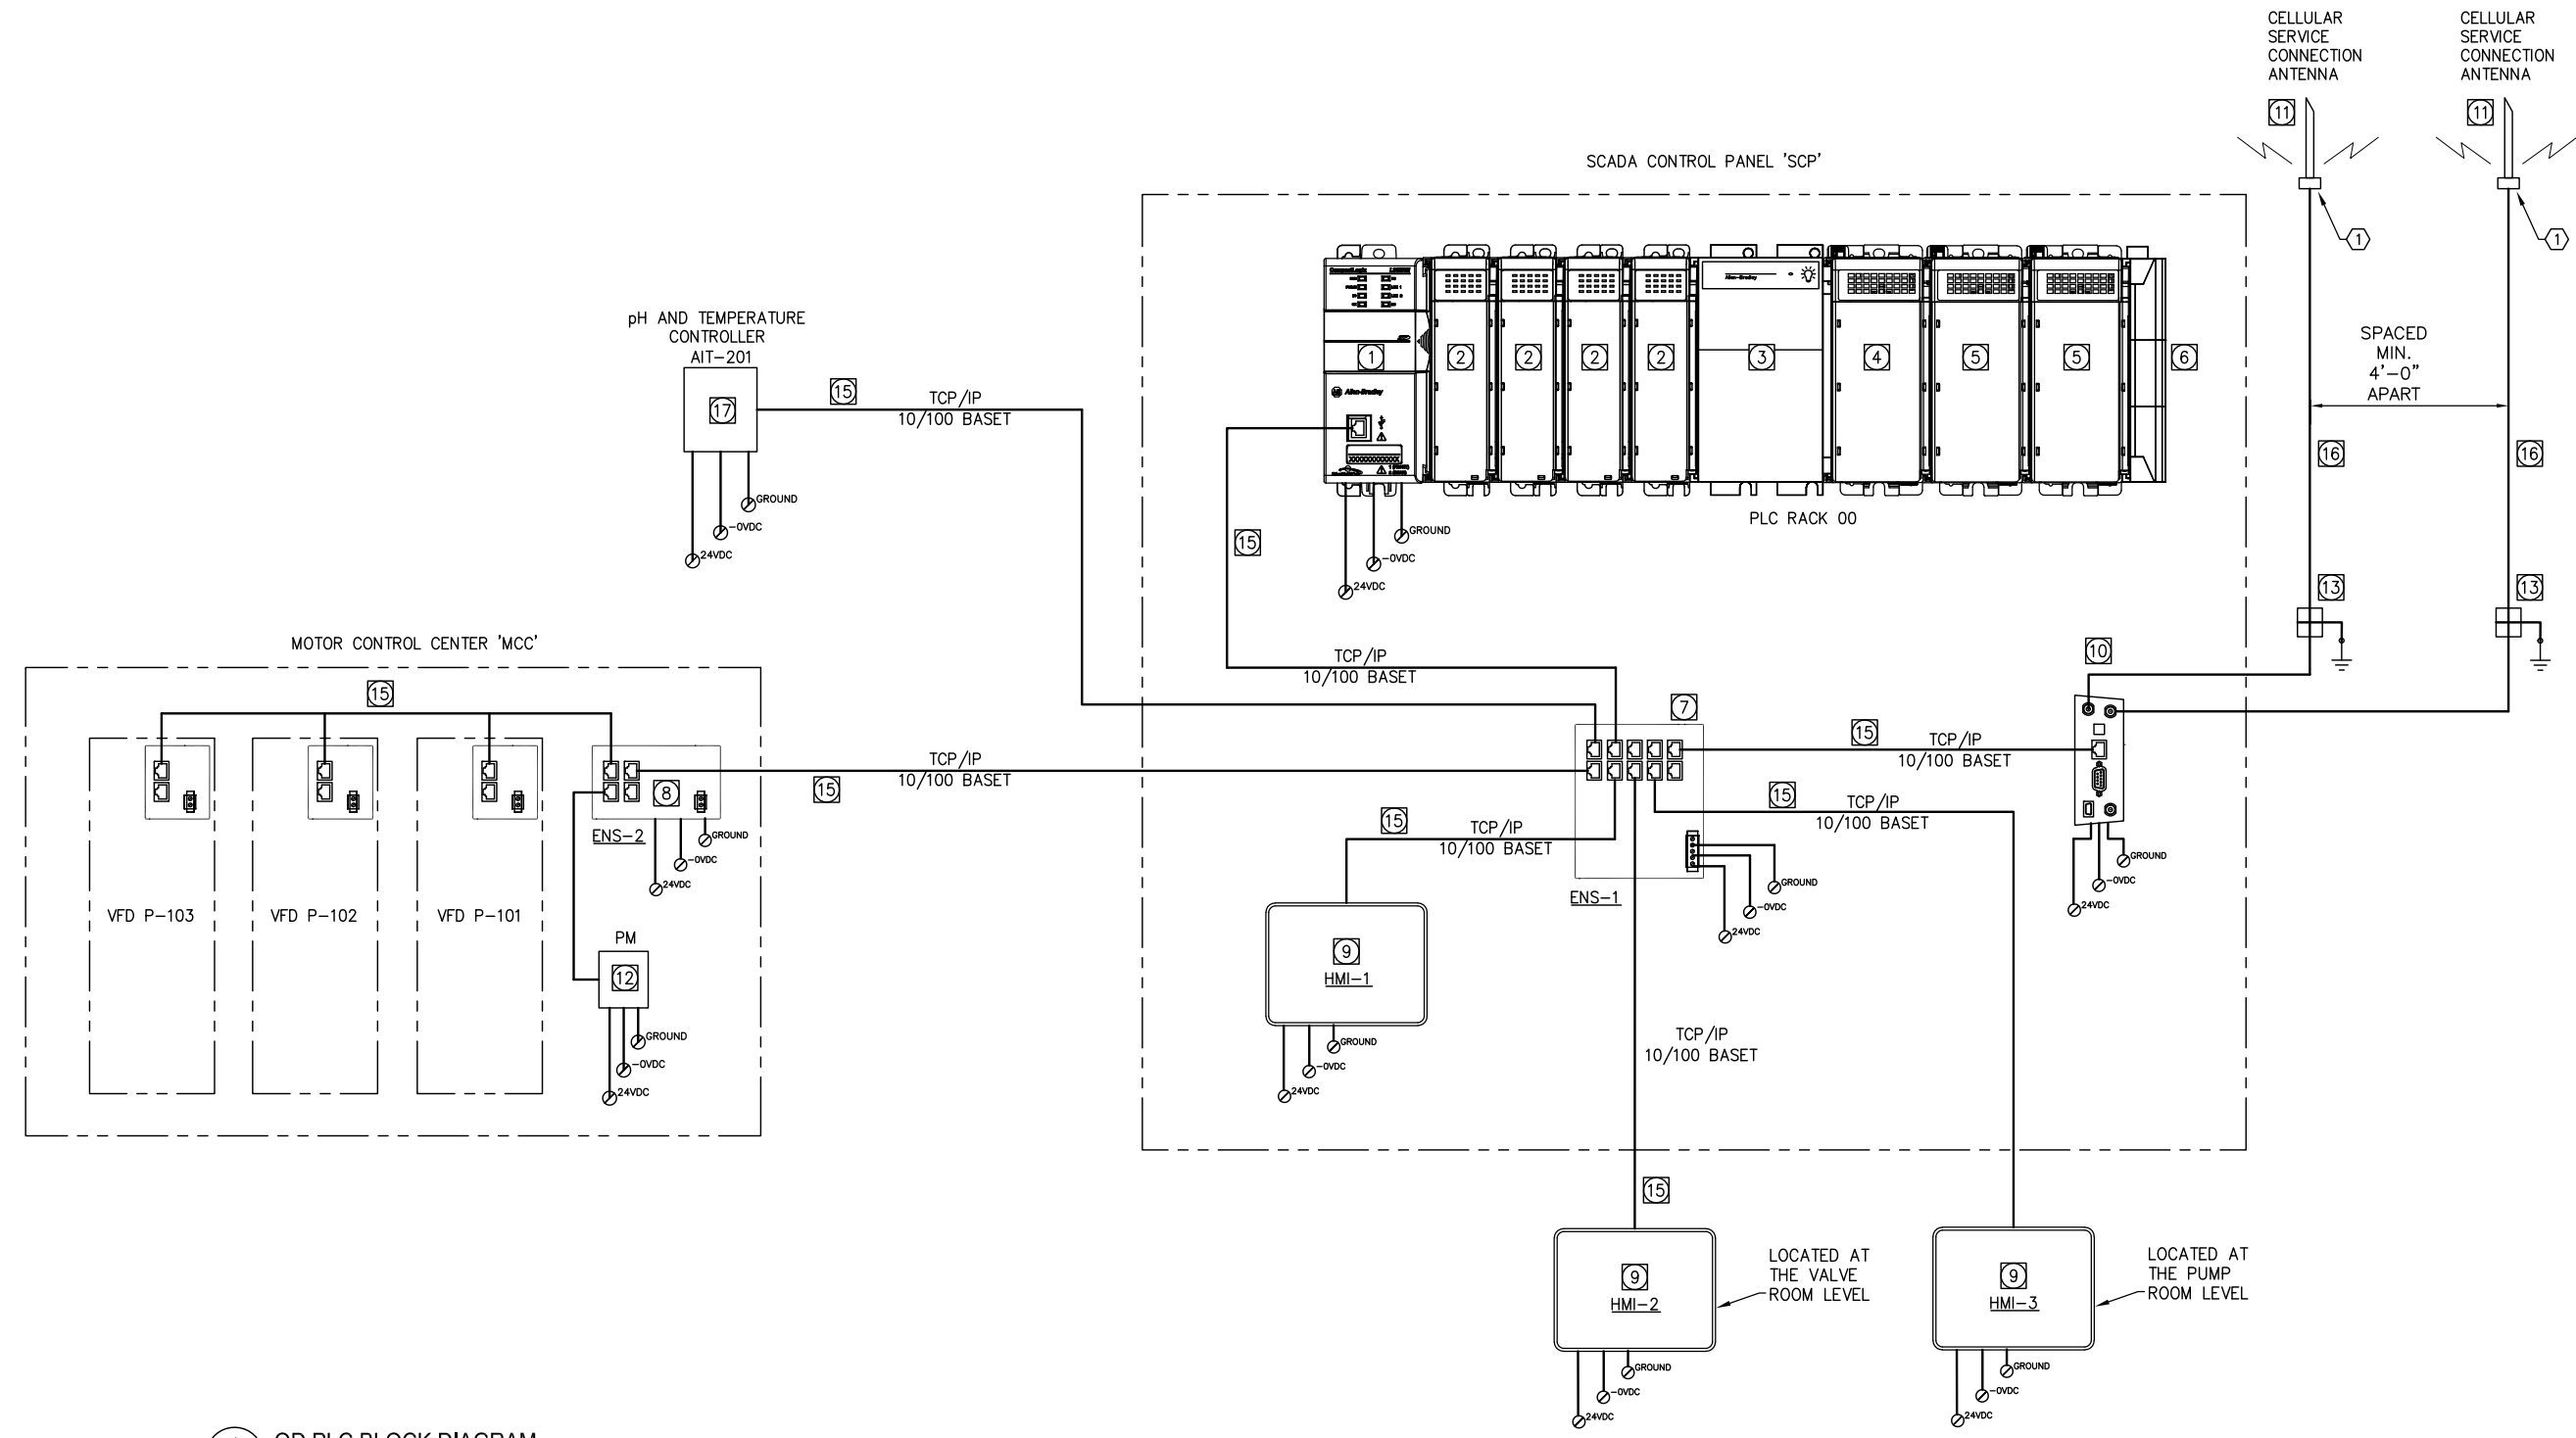 CELLULAR
SERVICE
CONNECTION
ANTENNA
11
1
CELLULAR
SERVICE
CONNECTION
ANTENNA
11
1
SPACED
MIN.
4'-0"
APART
16
16
13
13
SCADA CONTROL PANEL 'SCP'
Allen-Bradley
Allen-Bradley
1
2
2
2
2
3
4
5
5
6
PLC RACK 00
GROUND
-0VDC
24VDC
15
TCP/IP
10/100 BASET
pH AND TEMPERATURE
CONTROLLER
AIT-201
17
15
TCP/IP
10/100 BASET
GROUND
-0VDC
24VDC
MOTOR CONTROL CENTER 'MCC'
15
8
ENS-2
GROUND
-0VDC
24VDC
VFD P-103
VFD P-102
VFD P-101
PM
12
GROUND
-0VDC
24VDC
TCP/IP
10/100 BASET
15
7
ENS-1
GROUND
-0VDC
24VDC
15
TCP/IP
10/100 BASET
10
GROUND
-0VDC
24VDC
15
TCP/IP
10/100 BASET
15
TCP/IP
10/100 BASET
9
HMI-1
GROUND
-0VDC
24VDC
TCP/IP
10/100 BASET
15
9
HMI-2
LOCATED AT
THE VALVE
ROOM LEVEL
GROUND
-0VDC
24VDC
9
HMI-3
LOCATED AT
THE PUMP
ROOM LEVEL
GROUND
-0VDC
24VDC
OD PLC BLOCK DIAGRAM